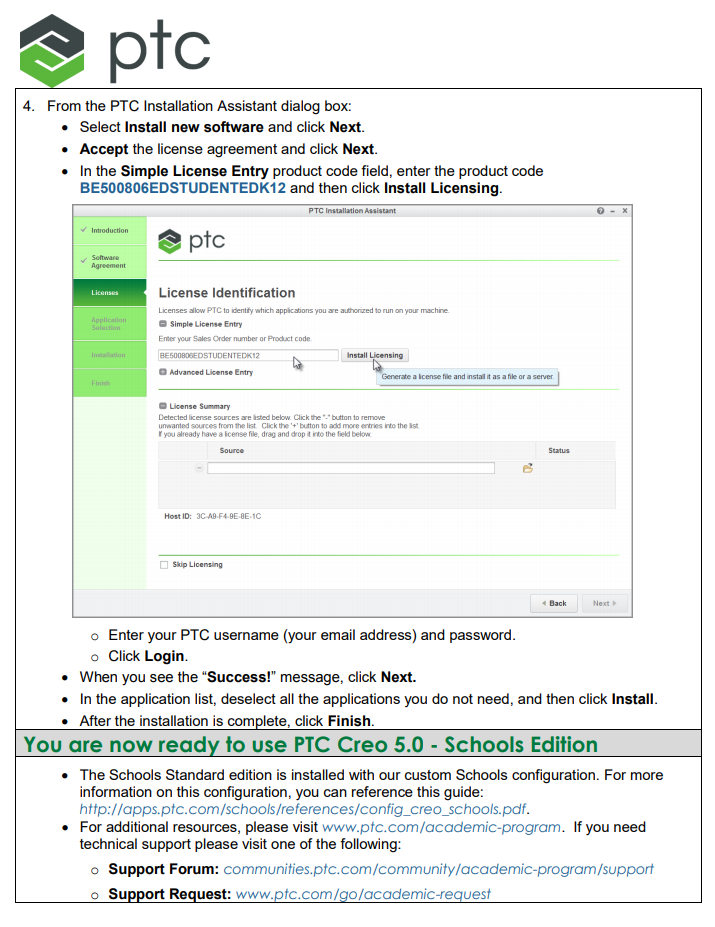 ptc
4. From the PTC Installation Assistant dialog box:
• Select Install new software and click Next.
• Accept the license agreement and click Next.
• In the Simple License Entry product code field, enter the product code
BE500806EDSTUDENTEDK12 and then click Install Licensing.
PTC Installation Assistant
Introduction
ptc
Software
Agreement
Licenses
License Identification
Licenses allow PTC to identify which applications you are authorized to run on your machine.
Application
Selection
Simple License Entry
Enter your Sales Order number or Product code.
Installation
BE500806EDSTUDENTEDK12
Install Licensing
Advanced License Entry
Generate a license file and install it as a file or a server.
Finish
License Summary
Detected license sources are listed below. Click the "-" button to remove
unwanted sources from the list. Click the '+' button to add more entries into the list.
If you already have a license file, drag and drop it into the field below.
Source
Status
Host ID: 3C-A9-F4-9E-8E-1C
Skip Licensing
Back
Next
o Enter your PTC username (your email address) and password.
o Click Login.
• When you see the “Success!” message, click Next.
• In the application list, deselect all the applications you do not need, and then click Install.
• After the installation is complete, click Finish.
You are now ready to use PTC Creo 5.0 - Schools Edition
• The Schools Standard edition is installed with our custom Schools configuration. For more
information on this configuration, you can reference this guide:
http://apps.ptc.com/schools/references/config_creo_schools.pdf.
• For additional resources, please visit www.ptc.com/academic-program. If you need
technical support please visit one of the following:
o Support Forum: communities.ptc.com/community/academic-program/support
o Support Request: www.ptc.com/go/academic-request